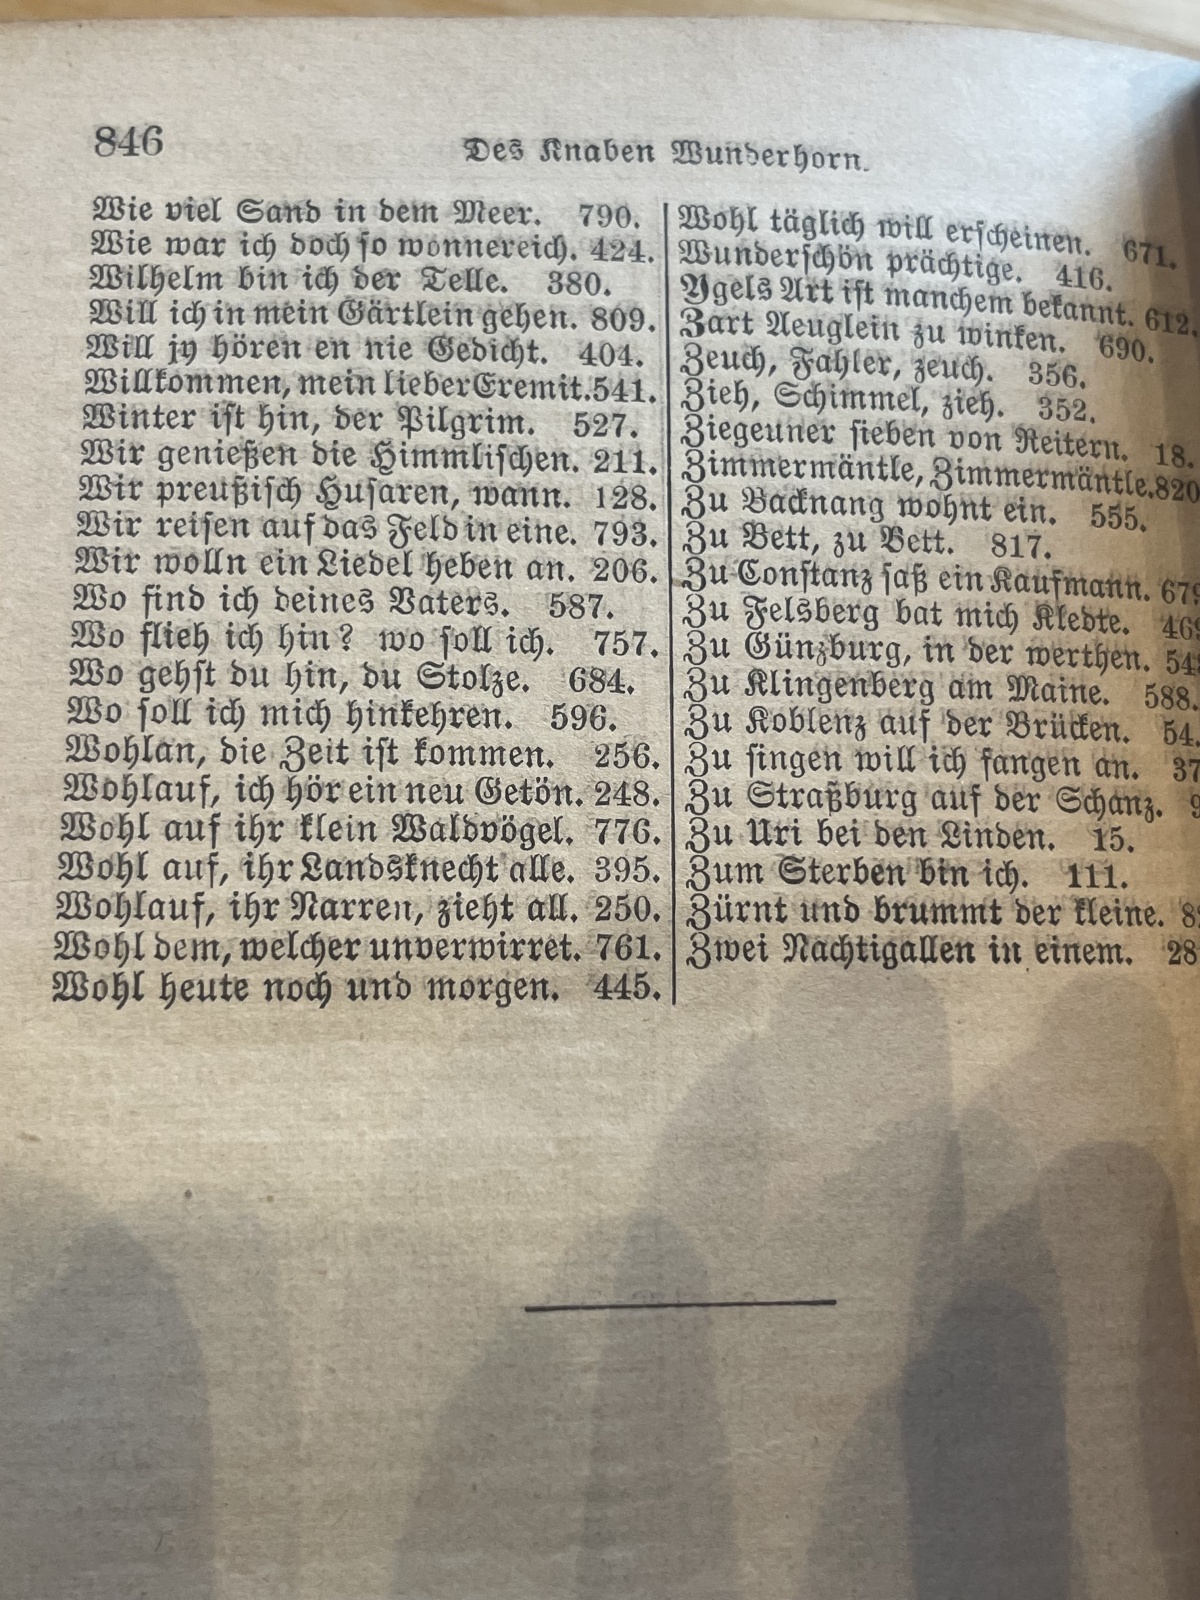 846
Des Knaben Wunderhorn.
Wie viel Sand in dem Meer. 790.
Wie war ich doch so wonnereich. 424.
Wilhelm bin ich der Telle. 380.
Will ich in mein Gärtlein gehen. 809.
Will jy hören en nie Gedicht. 404.
Willkommen, mein lieber Eremit. 541.
Winter ist hin, der Pilgrim. 527.
Wir genießen die Himmlischen. 211.
Wir preußisch Husaren, wann. 128.
Wir reisen auf das Feld in eine. 793.
Wir wolln ein Liedel heben an. 206.
Wo find ich deines Vaters. 587.
Wo flieh ich hin? wo soll ich. 757.
Wo gehst du hin, du Stolze. 684.
Wo soll ich mich hinkehren. 596.
Wohlan, die Zeit ist kommen. 256.
Wohlauf, ich hör ein neu Getön. 248.
Wohl auf ihr klein Waldvögel. 776.
Wohl auf, ihr Landsknecht alle. 395.
Wohlauf, ihr Narren, zieht all. 250.
Wohl dem, welcher unverwirret. 761.
Wohl heute noch und morgen. 445.
Wohl täglich will erscheinen. 671.
Wunderschön prächtige. 416.
Ygels Art ist manchem bekannt. 612.
Zart Aeuglein zu winken. 690.
Zeuch, Fahler, zeuch. 356.
Zieh, Schimmel, zieh. 352.
Ziegeuner sieben von Reitern. 18.
Zimmermäntle, Zimmermäntle. 820
Zu Backnang wohnt ein. 555.
Zu Bett, zu Bett. 817.
Zu Constanz saß ein Kaufmann.
Zu Felsberg bat mich Kledte.
Zu Günzburg, in der werthen.
Zu Klingenberg am Maine. 588.
Zu Koblenz auf der Brücken. 54.
Zu singen will ich fangen an. 37
Zu Straßburg auf der Schanz.
Zu Uri bei den Linden. 15.
Zum Sterben bin ich. 111.
Zürnt und brummt der kleine.
Zwei Nachtigallen in einem. 28